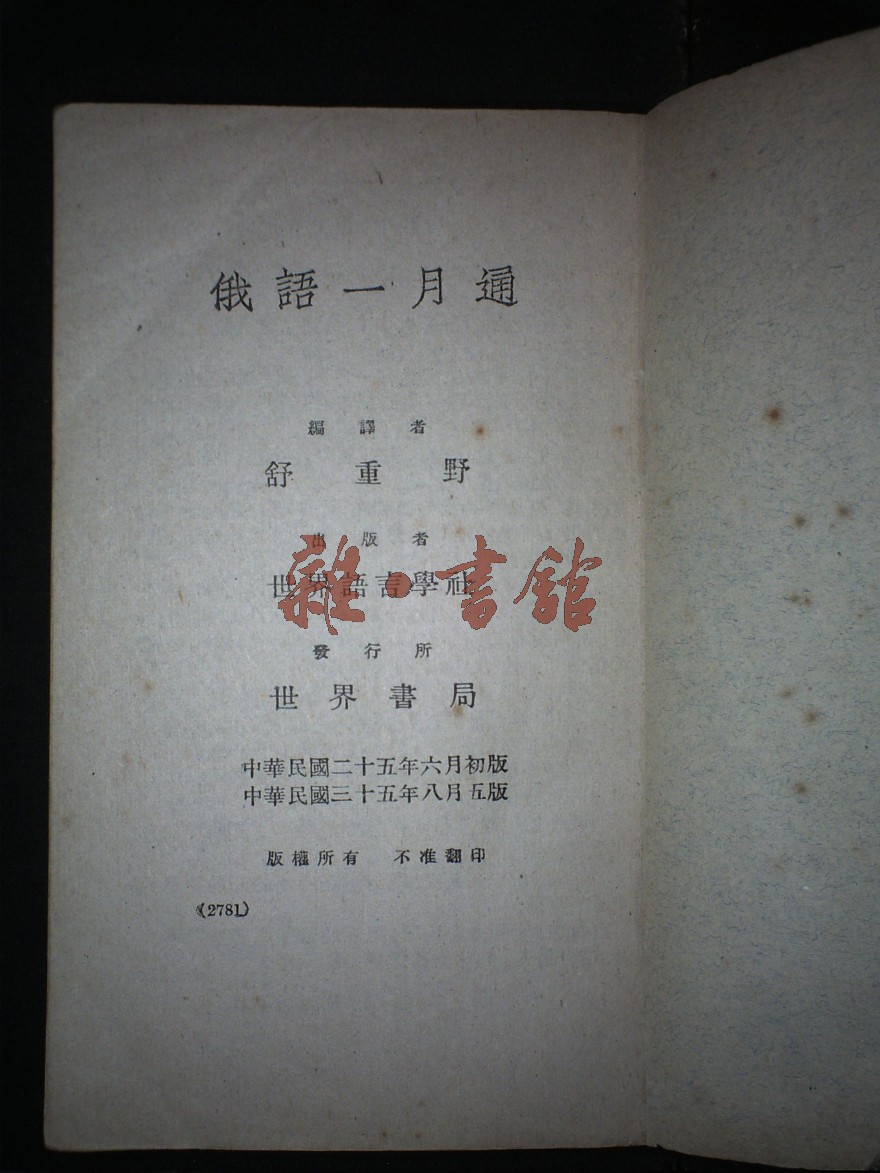 俄語一月通
編譯者
舒重野
出版者
世界語言學社
雜·書館
發行所
世界書局
中華民國二十五年六月初版
中華民國三十五年八月五版
版權所有 不准翻印
(2781)